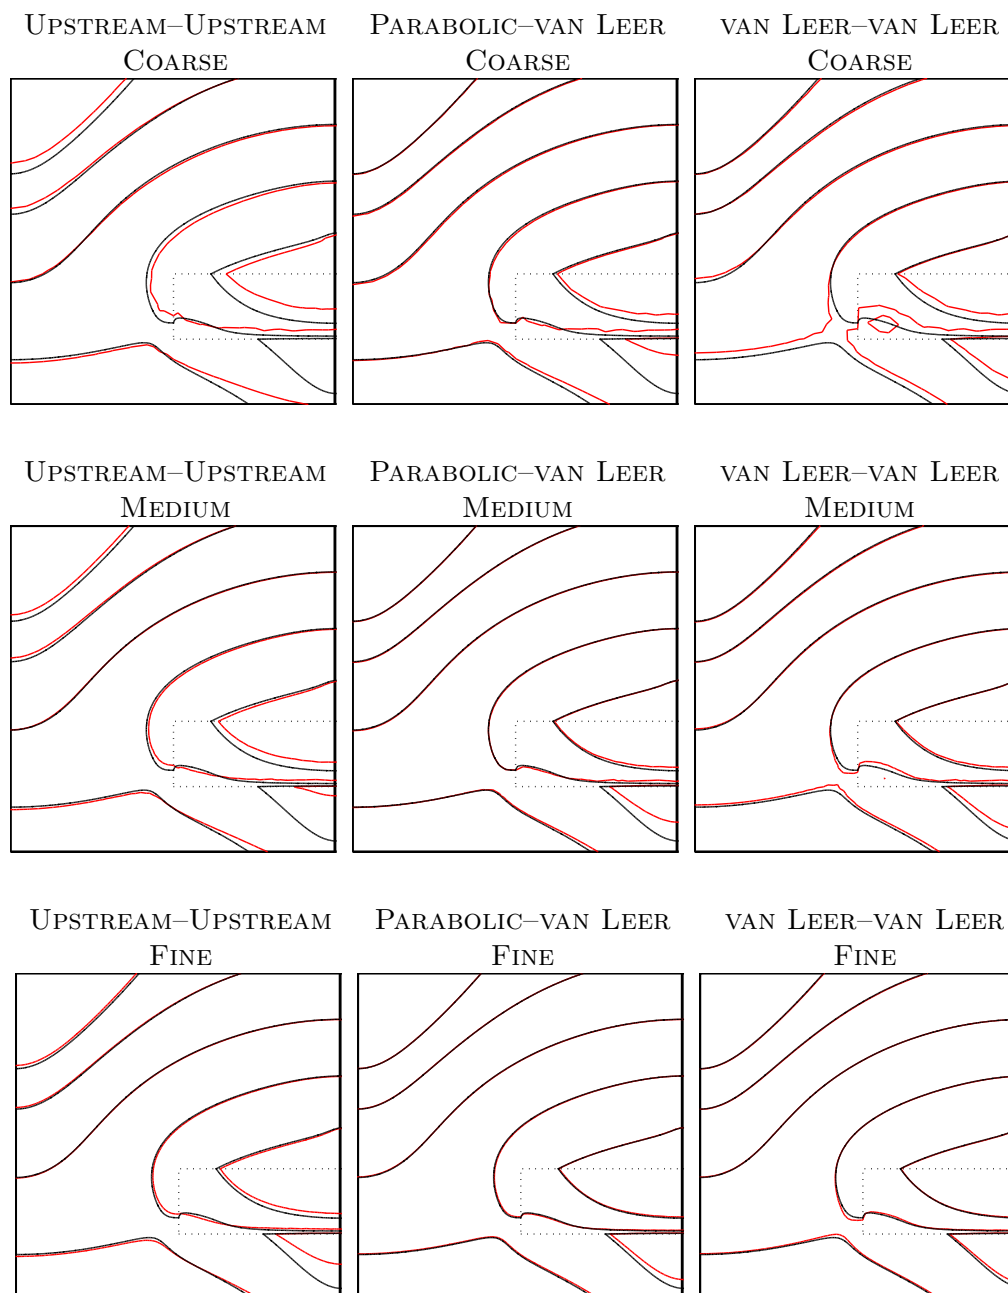 UPSTREAM–UPSTREAM
COARSE
PARABOLIC–VAN LEER
COARSE
VAN LEER–VAN LEER
COARSE
UPSTREAM–UPSTREAM
MEDIUM
PARABOLIC–VAN LEER
MEDIUM
VAN LEER–VAN LEER
MEDIUM
UPSTREAM–UPSTREAM
FINE
PARABOLIC–VAN LEER
FINE
VAN LEER–VAN LEER
FINE